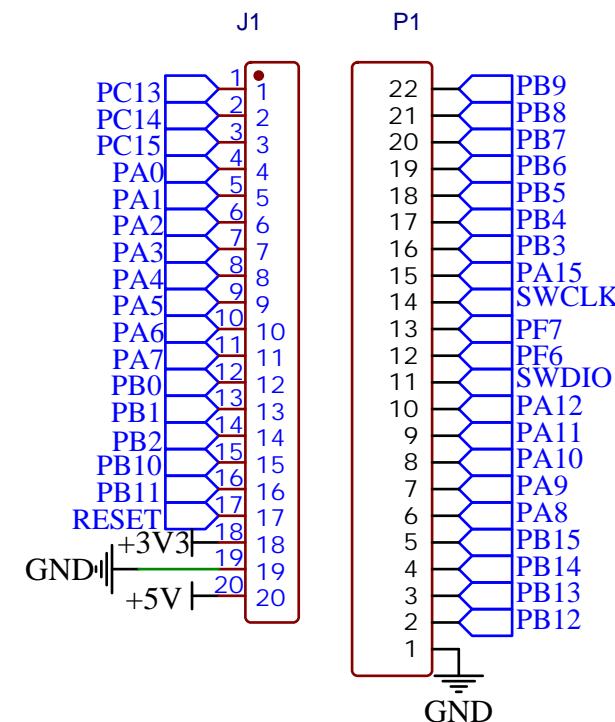 J1 P1
PC13 1 1 22 PB9
PC14 2 2 21 PB8
PC15 3 3 20 PB7
PA0 4 4 19 PB6
PA1 5 5 18 PB5
PA2 6 6 17 PB4
PA3 7 7 16 PB3
PA4 8 8 15 PA15
PA5 9 9 14 SWCLK
PA6 10 10 13 PF7
PA7 11 11 12 PF6
PB0 12 12 11 SWDIO
PB1 13 13 10 PA12
PB2 14 14 9 PA11
PB10 15 15 8 PA10
PB11 16 16 7 PA9
RESET 17 17 6 PA8
+3V3 18 18 5 PB15
GND 19 19 4 PB14
+5V 20 20 3 PB13
2 PB12
1
GND